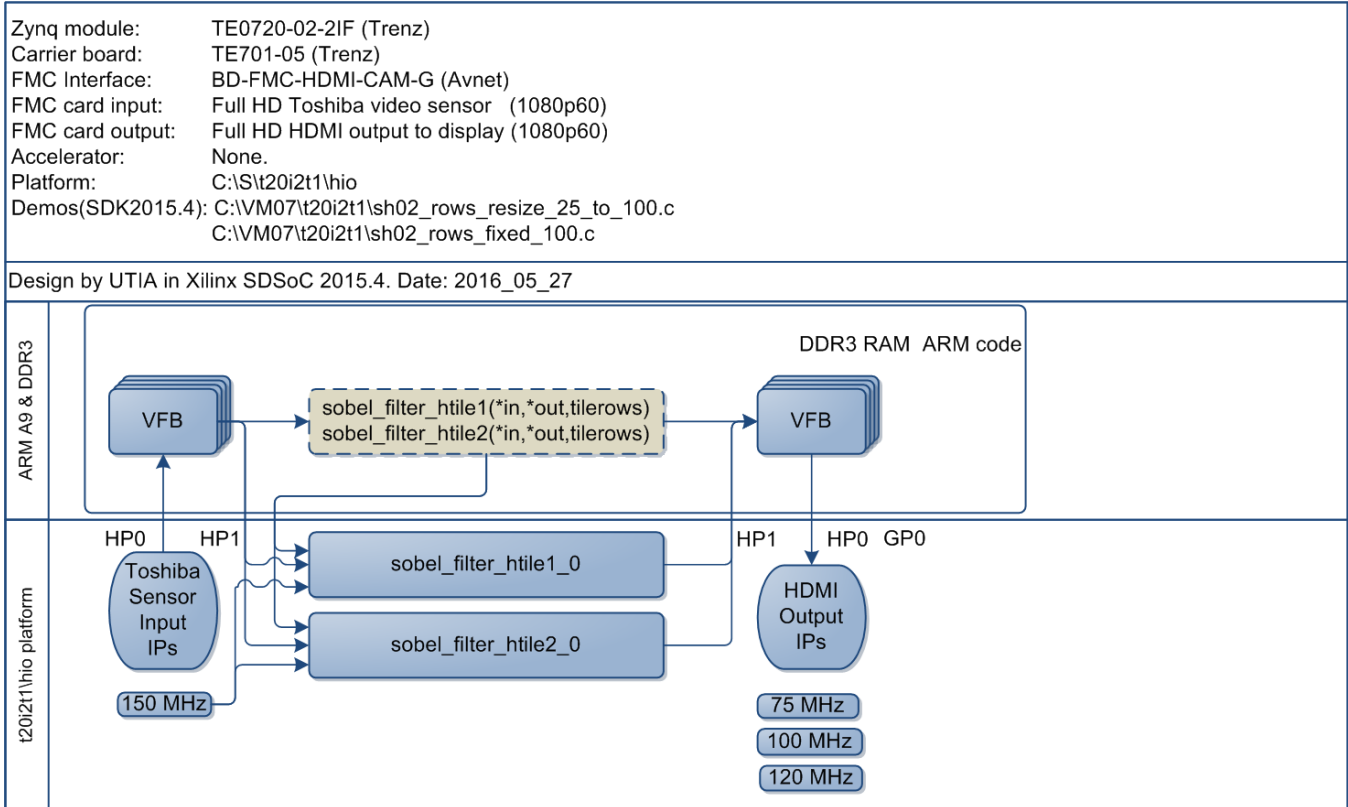 Zynq module: TE0720-02-2IF (Trenz)
Carrier board: TE701-05 (Trenz)
FMC Interface: BD-FMC-HDMI-CAM-G (Avnet)
FMC card input: Full HD Toshiba video sensor (1080p60)
FMC card output: Full HD HDMI output to display (1080p60)
Accelerator: None.
Platform: C:\S\t20i2t1\hio
Demos(SDK2015.4): C:\VM07\t20i2t1\sh02_rows_resize_25_to_100.c
C:\VM07\t20i2t1\sh02_rows_fixed_100.c
Design by UTIA in Xilinx SDSoC 2015.4. Date: 2016_05_27
ARM A9 & DDR3
DDR3 RAM ARM code
VFB
sobel_filter_htile1(*in,*out,tilerows)
sobel_filter_htile2(*in,*out,tilerows)
VFB
t20i2t1\hio platform
HP0
HP1
HP1
HP0
GP0
Toshiba
Sensor
Input
IPs
sobel_filter_htile1_0
sobel_filter_htile2_0
HDMI
Output
IPs
150 MHz
75 MHz
100 MHz
120 MHz